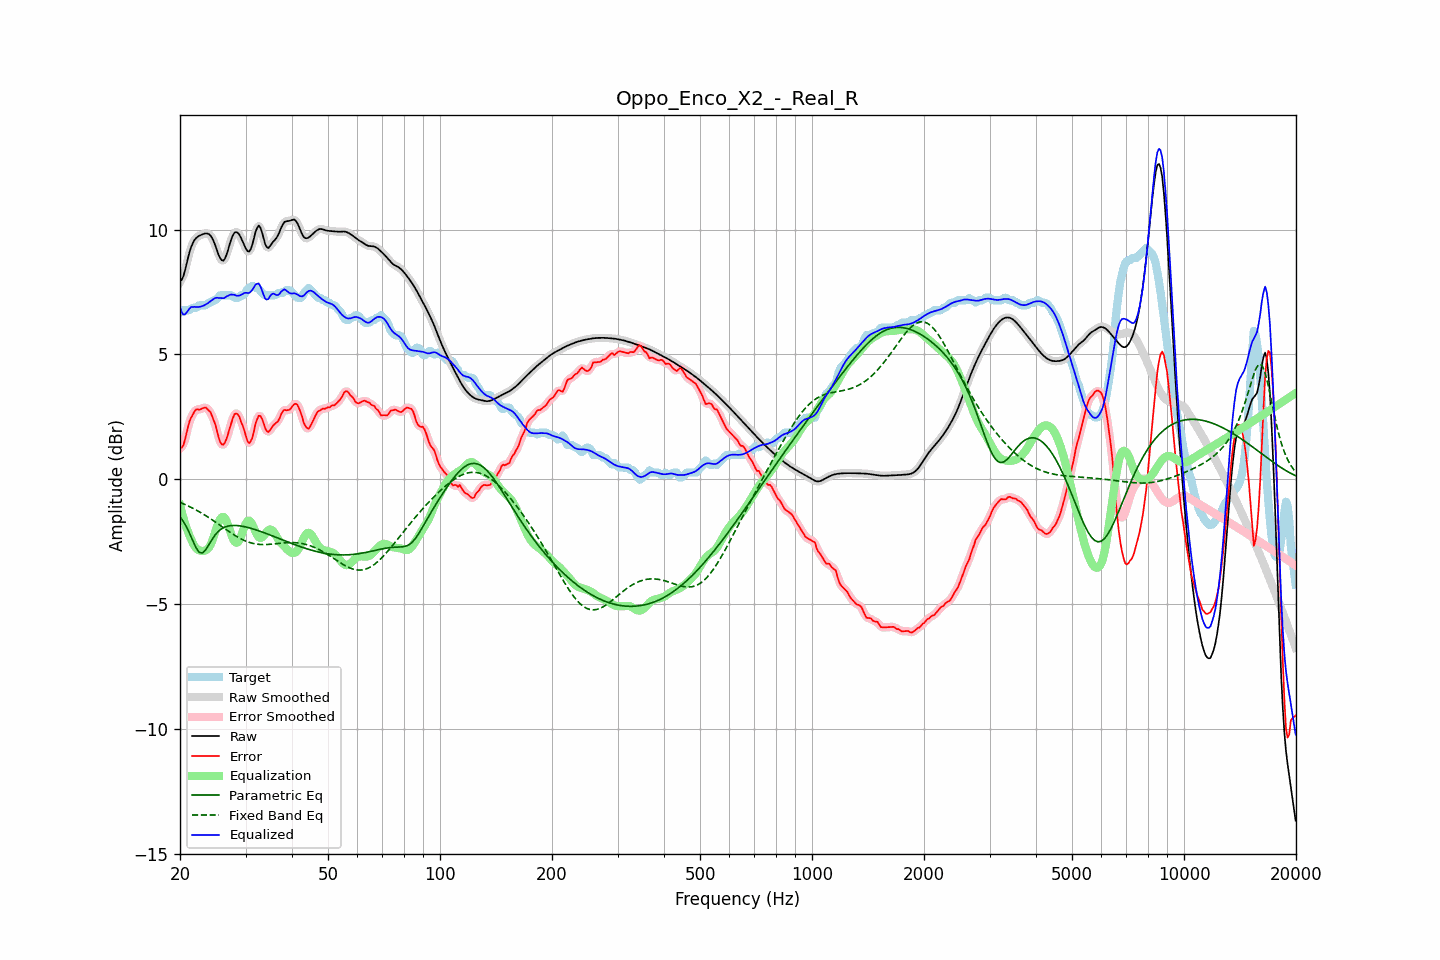 Oppo_Enco_X2_-_Real_R
Amplitude (dBr)
10
5
0
−5
−10
−15
Target
Raw Smoothed
Error Smoothed
Raw
Error
Equalization
Parametric Eq
Fixed Band Eq
Equalized
20 50 100 200 500 1000 2000 5000 10000 20000
Frequency (Hz)